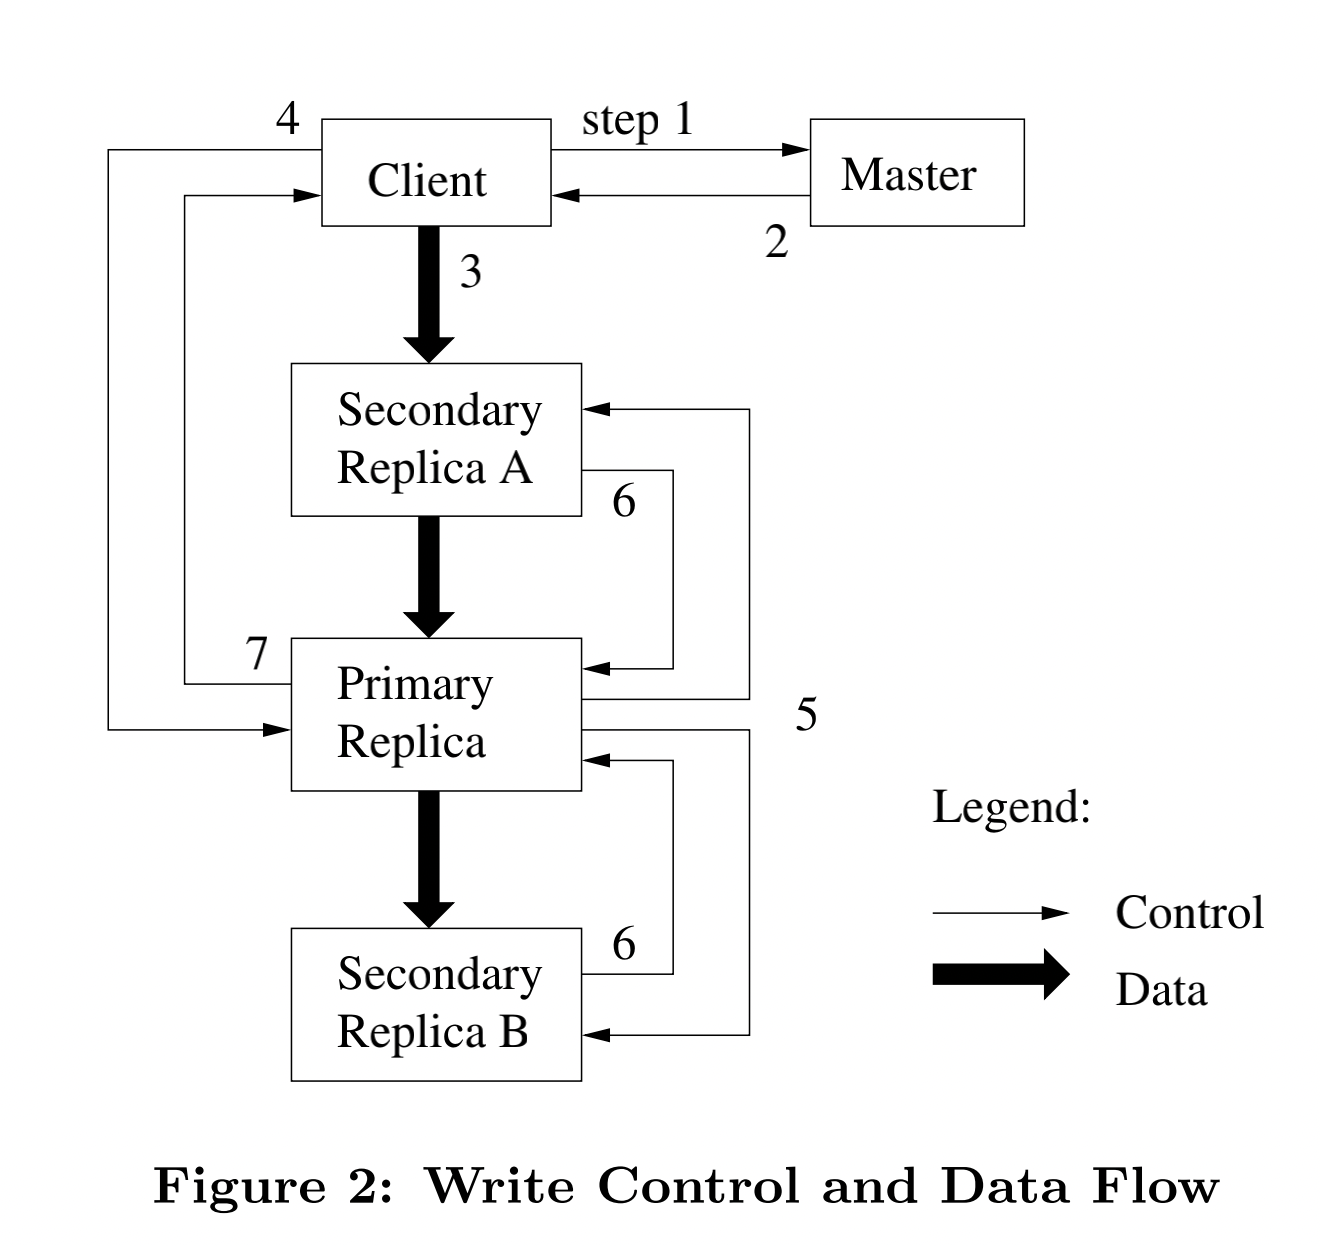 4
step 1
Client
Master
2
3
Secondary
Replica A
6
7
Primary
Replica
5
Legend:
Control
Data
6
Secondary
Replica B
Figure 2: Write Control and Data Flow